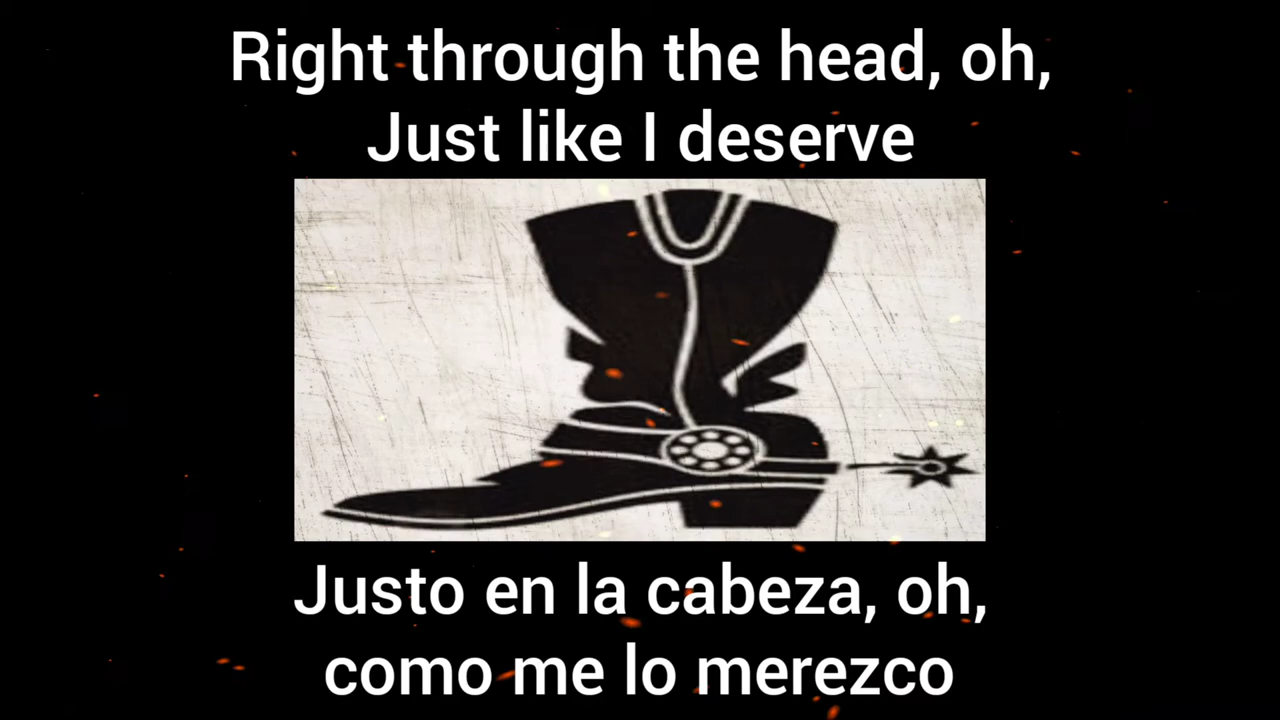 Right through the head, oh,
Just like I deserve
Justo en la cabeza, oh,
como me lo merezco